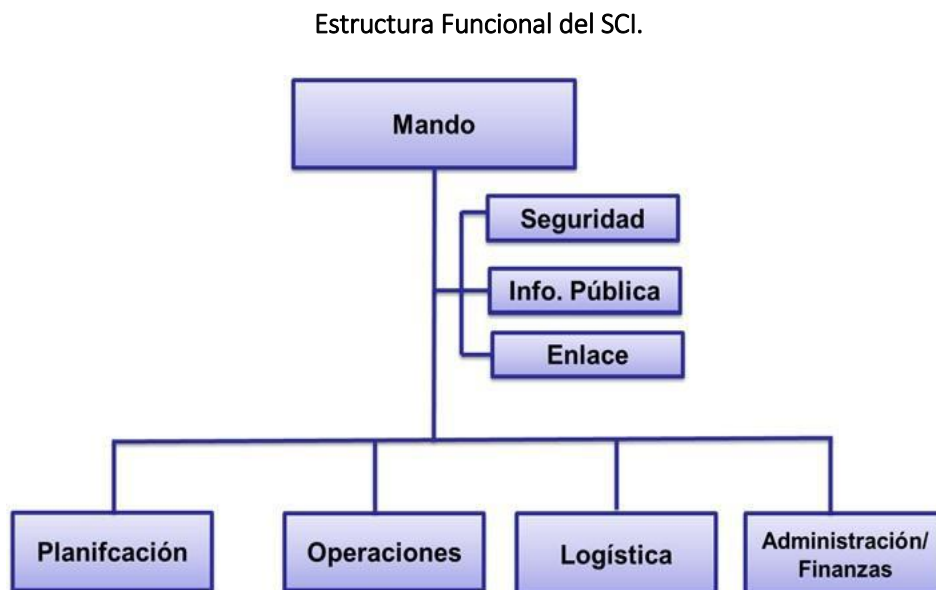 Estructura Funcional del SCI.
Mando
Seguridad
Info. Pública
Enlace
Planifcación
Operaciones
Logística
Administración/
Finanzas